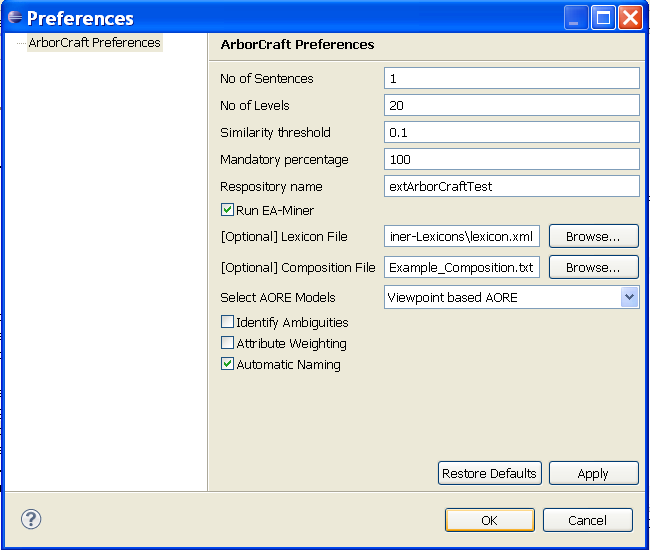 Preferences
ArborCraft Preferences
ArborCraft Preferences
No of Sentences 1
No of Levels 20
Similarity threshold 0.1
Mandatory percentage 100
Respository name extArborCraftTest
Run EA-Miner
[Optional] Lexicon File iner-Lexicons\lexicon.xml Browse...
[Optional] Composition File Example_Composition.txt Browse...
Select AORE Models Viewpoint based AORE
Identify Ambiguities
Attribute Weighting
Automatic Naming
Restore Defaults Apply
? OK Cancel